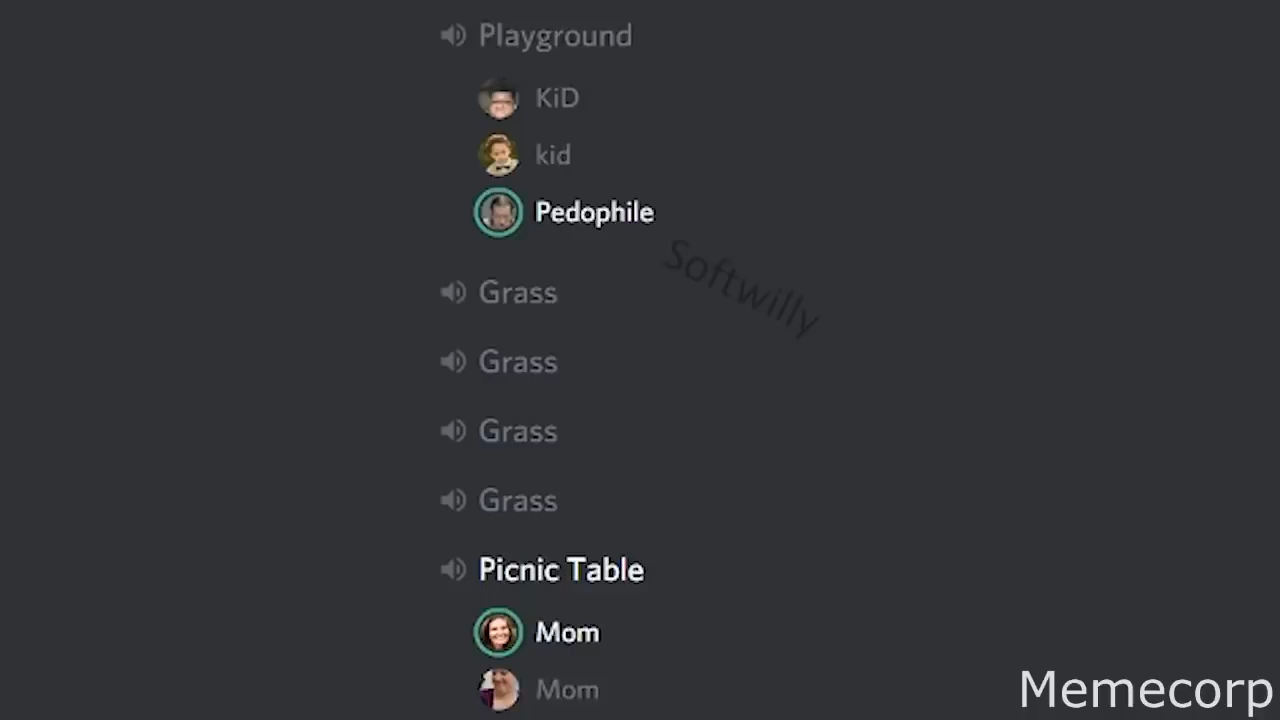 Playground
KiD
kid
Pedophile
Softwilly
Grass
Grass
Grass
Grass
Picnic Table
Mom
Mom
Memecorp